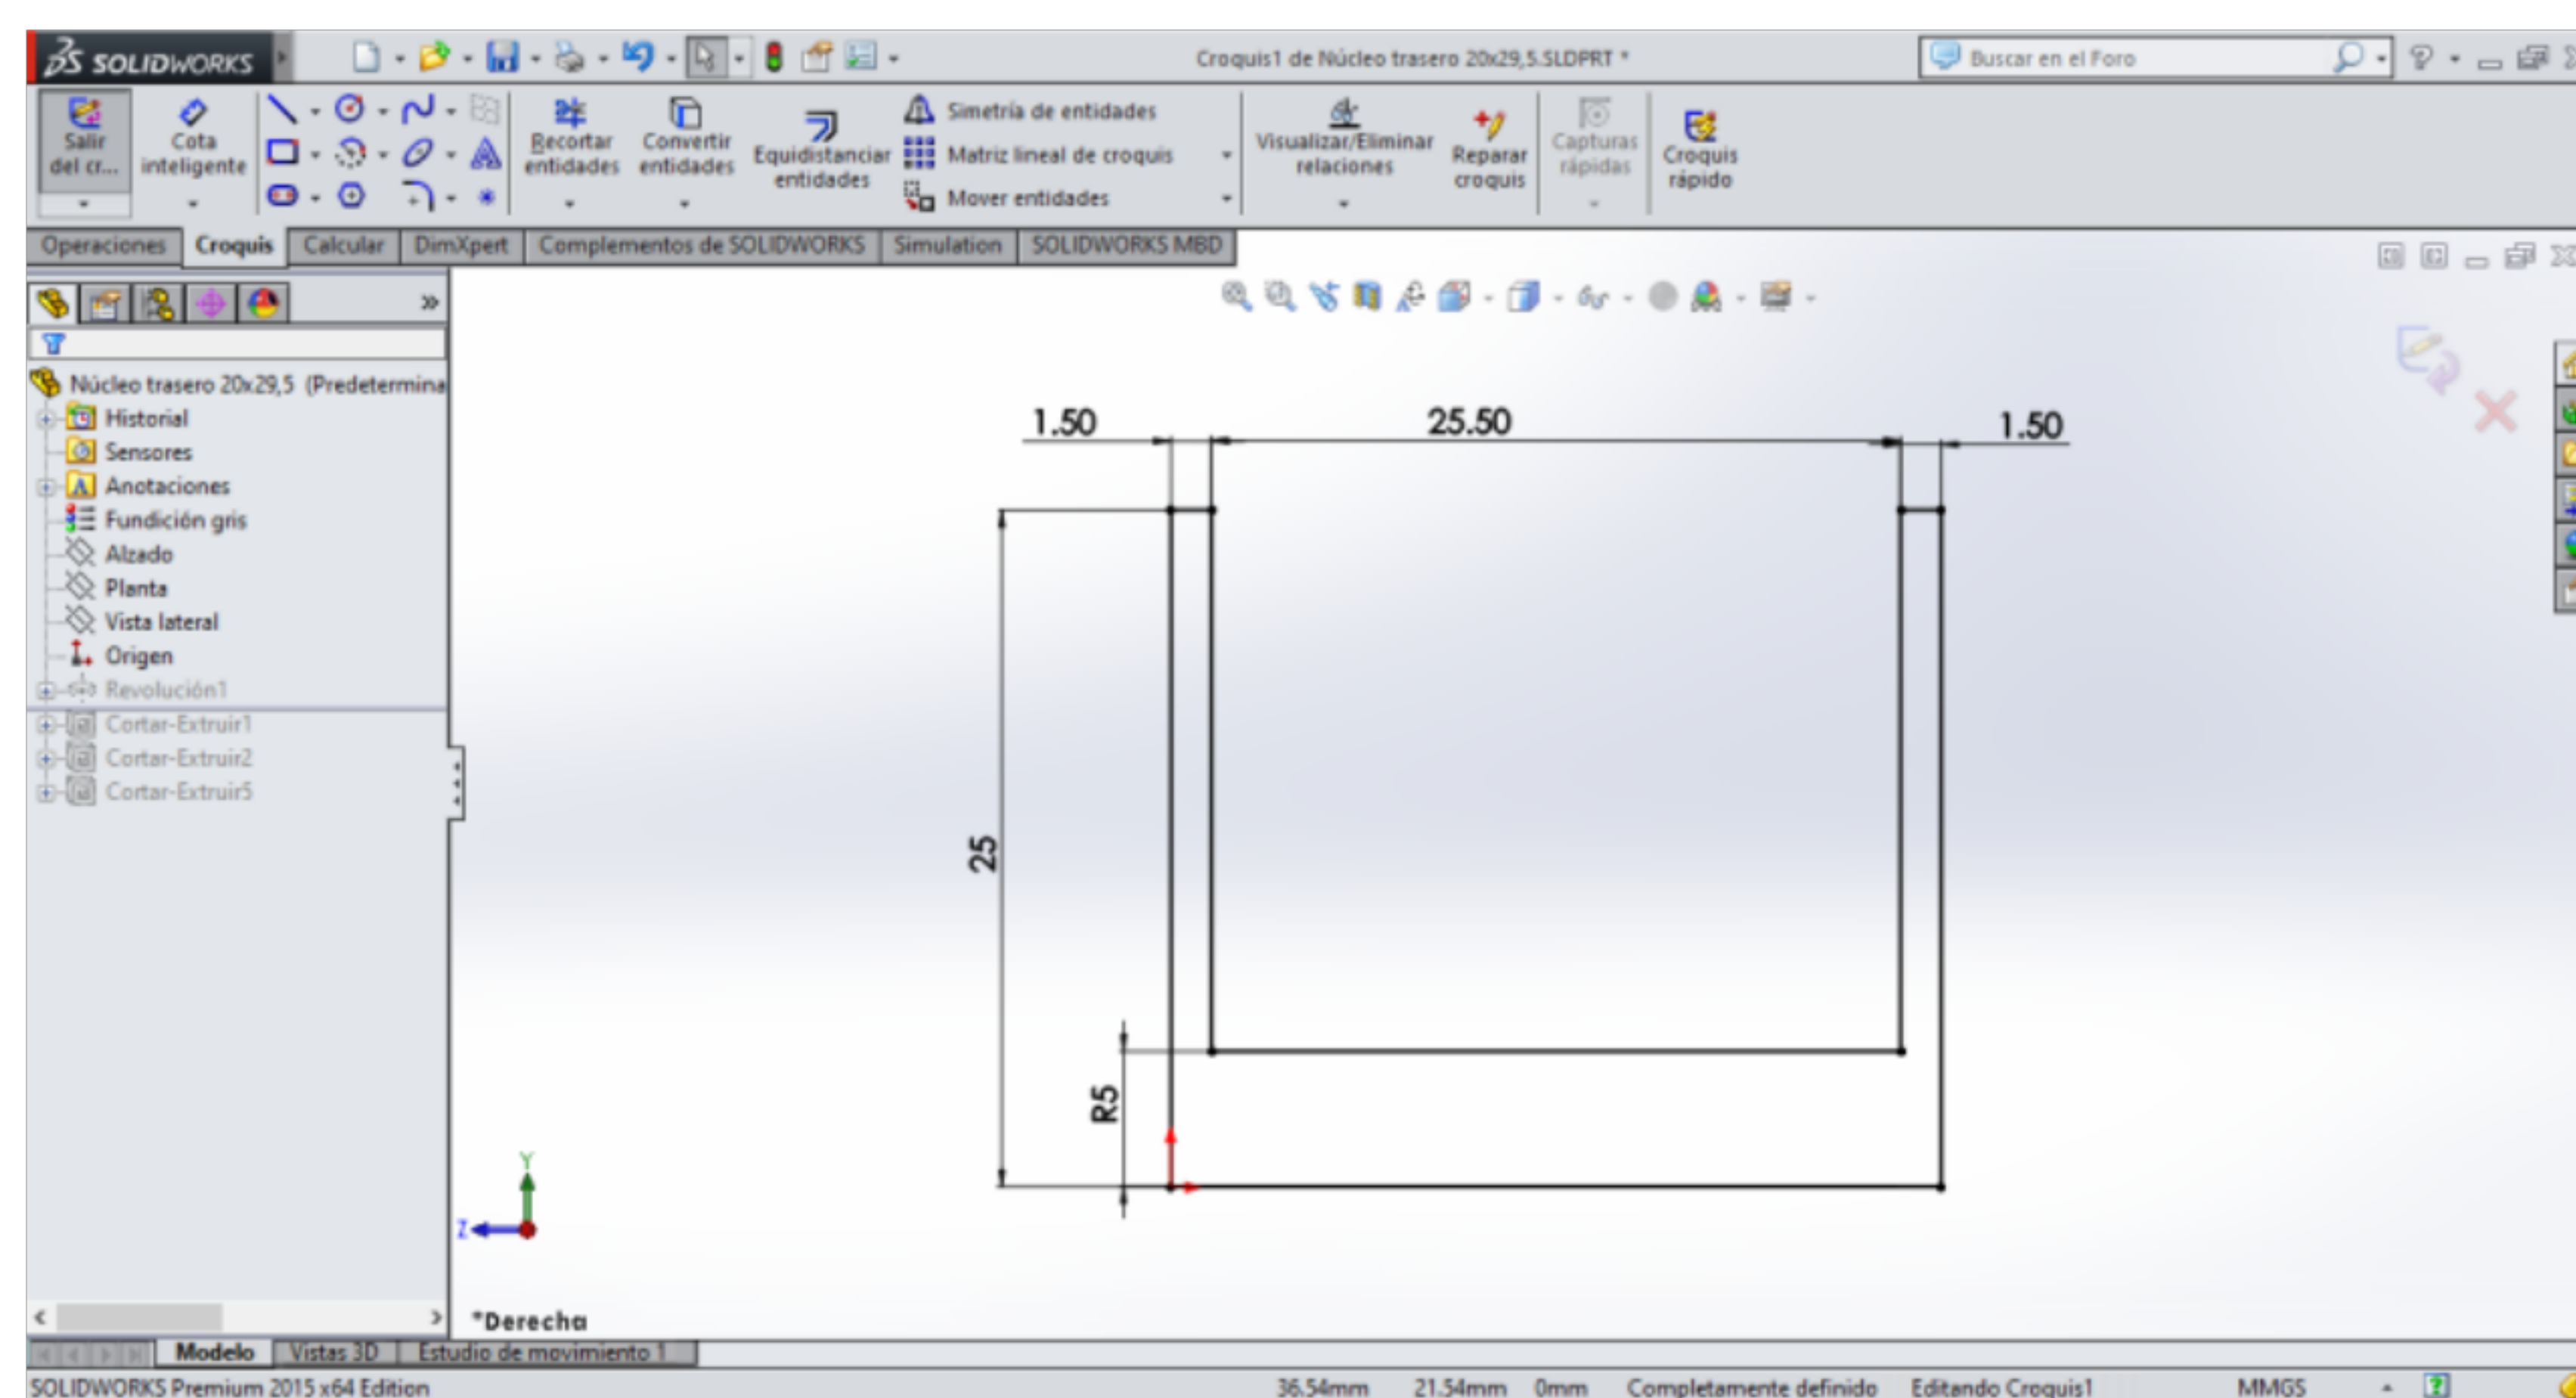 SOLIDWORKS
Croquis1 de Núcleo trasero 20x29,5.SLDPRT *
Buscar en el Foro
Salir del cr...
Cota inteligente
Recortar entidades
Convertir entidades
Equidistanciar entidades
Simetría de entidades
Matriz lineal de croquis
Mover entidades
Visualizar/Eliminar relaciones
Reparar croquis
Capturas rápidas
Croquis rápido
Operaciones Croquis Calcular DimXpert Complementos de SOLIDWORKS Simulation SOLIDWORKS MBD
Núcleo trasero 20x29,5 (Predetermina
Historial
Sensores
Anotaciones
Fundición gris
Alzado
Planta
Vista lateral
Origen
Revolución1
Cortar-Extruir1
Cortar-Extruir2
Cortar-Extruir5
1.50 25.50 1.50
25
R5
Y
Z
*Derecha
Modelo Vistas 3D Estudio de movimiento 1
SOLIDWORKS Premium 2015 x64 Edition 36.54mm 21.54mm 0mm Completamente definido Editando Croquis1 MMGS